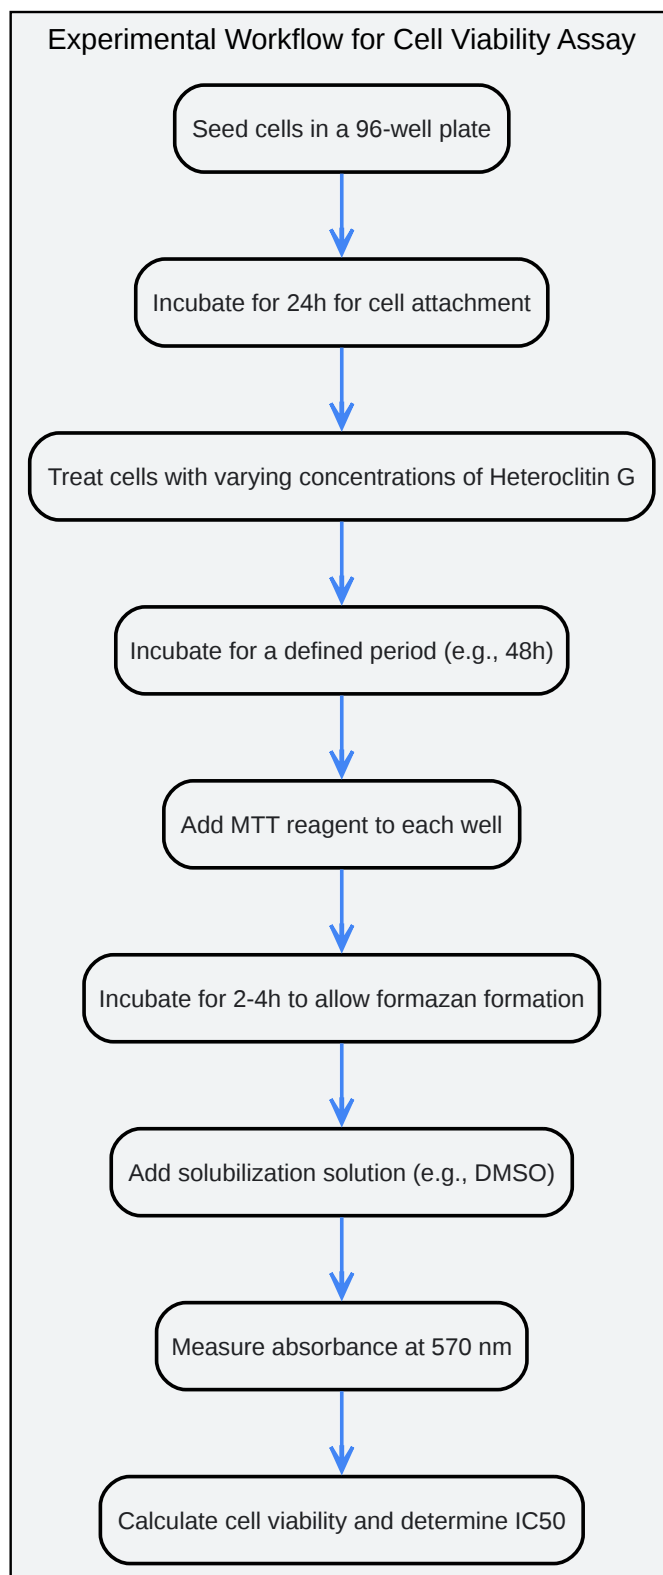 Experimental Workflow for Cell Viability Assay
Seed cells in a 96-well plate
Incubate for 24h for cell attachment
Treat cells with varying concentrations of Heteroclitin G
Incubate for a defined period (e.g., 48h)
Add MTT reagent to each well
Incubate for 2-4h to allow formazan formation
Add solubilization solution (e.g., DMSO)
Measure absorbance at 570 nm
Calculate cell viability and determine IC50